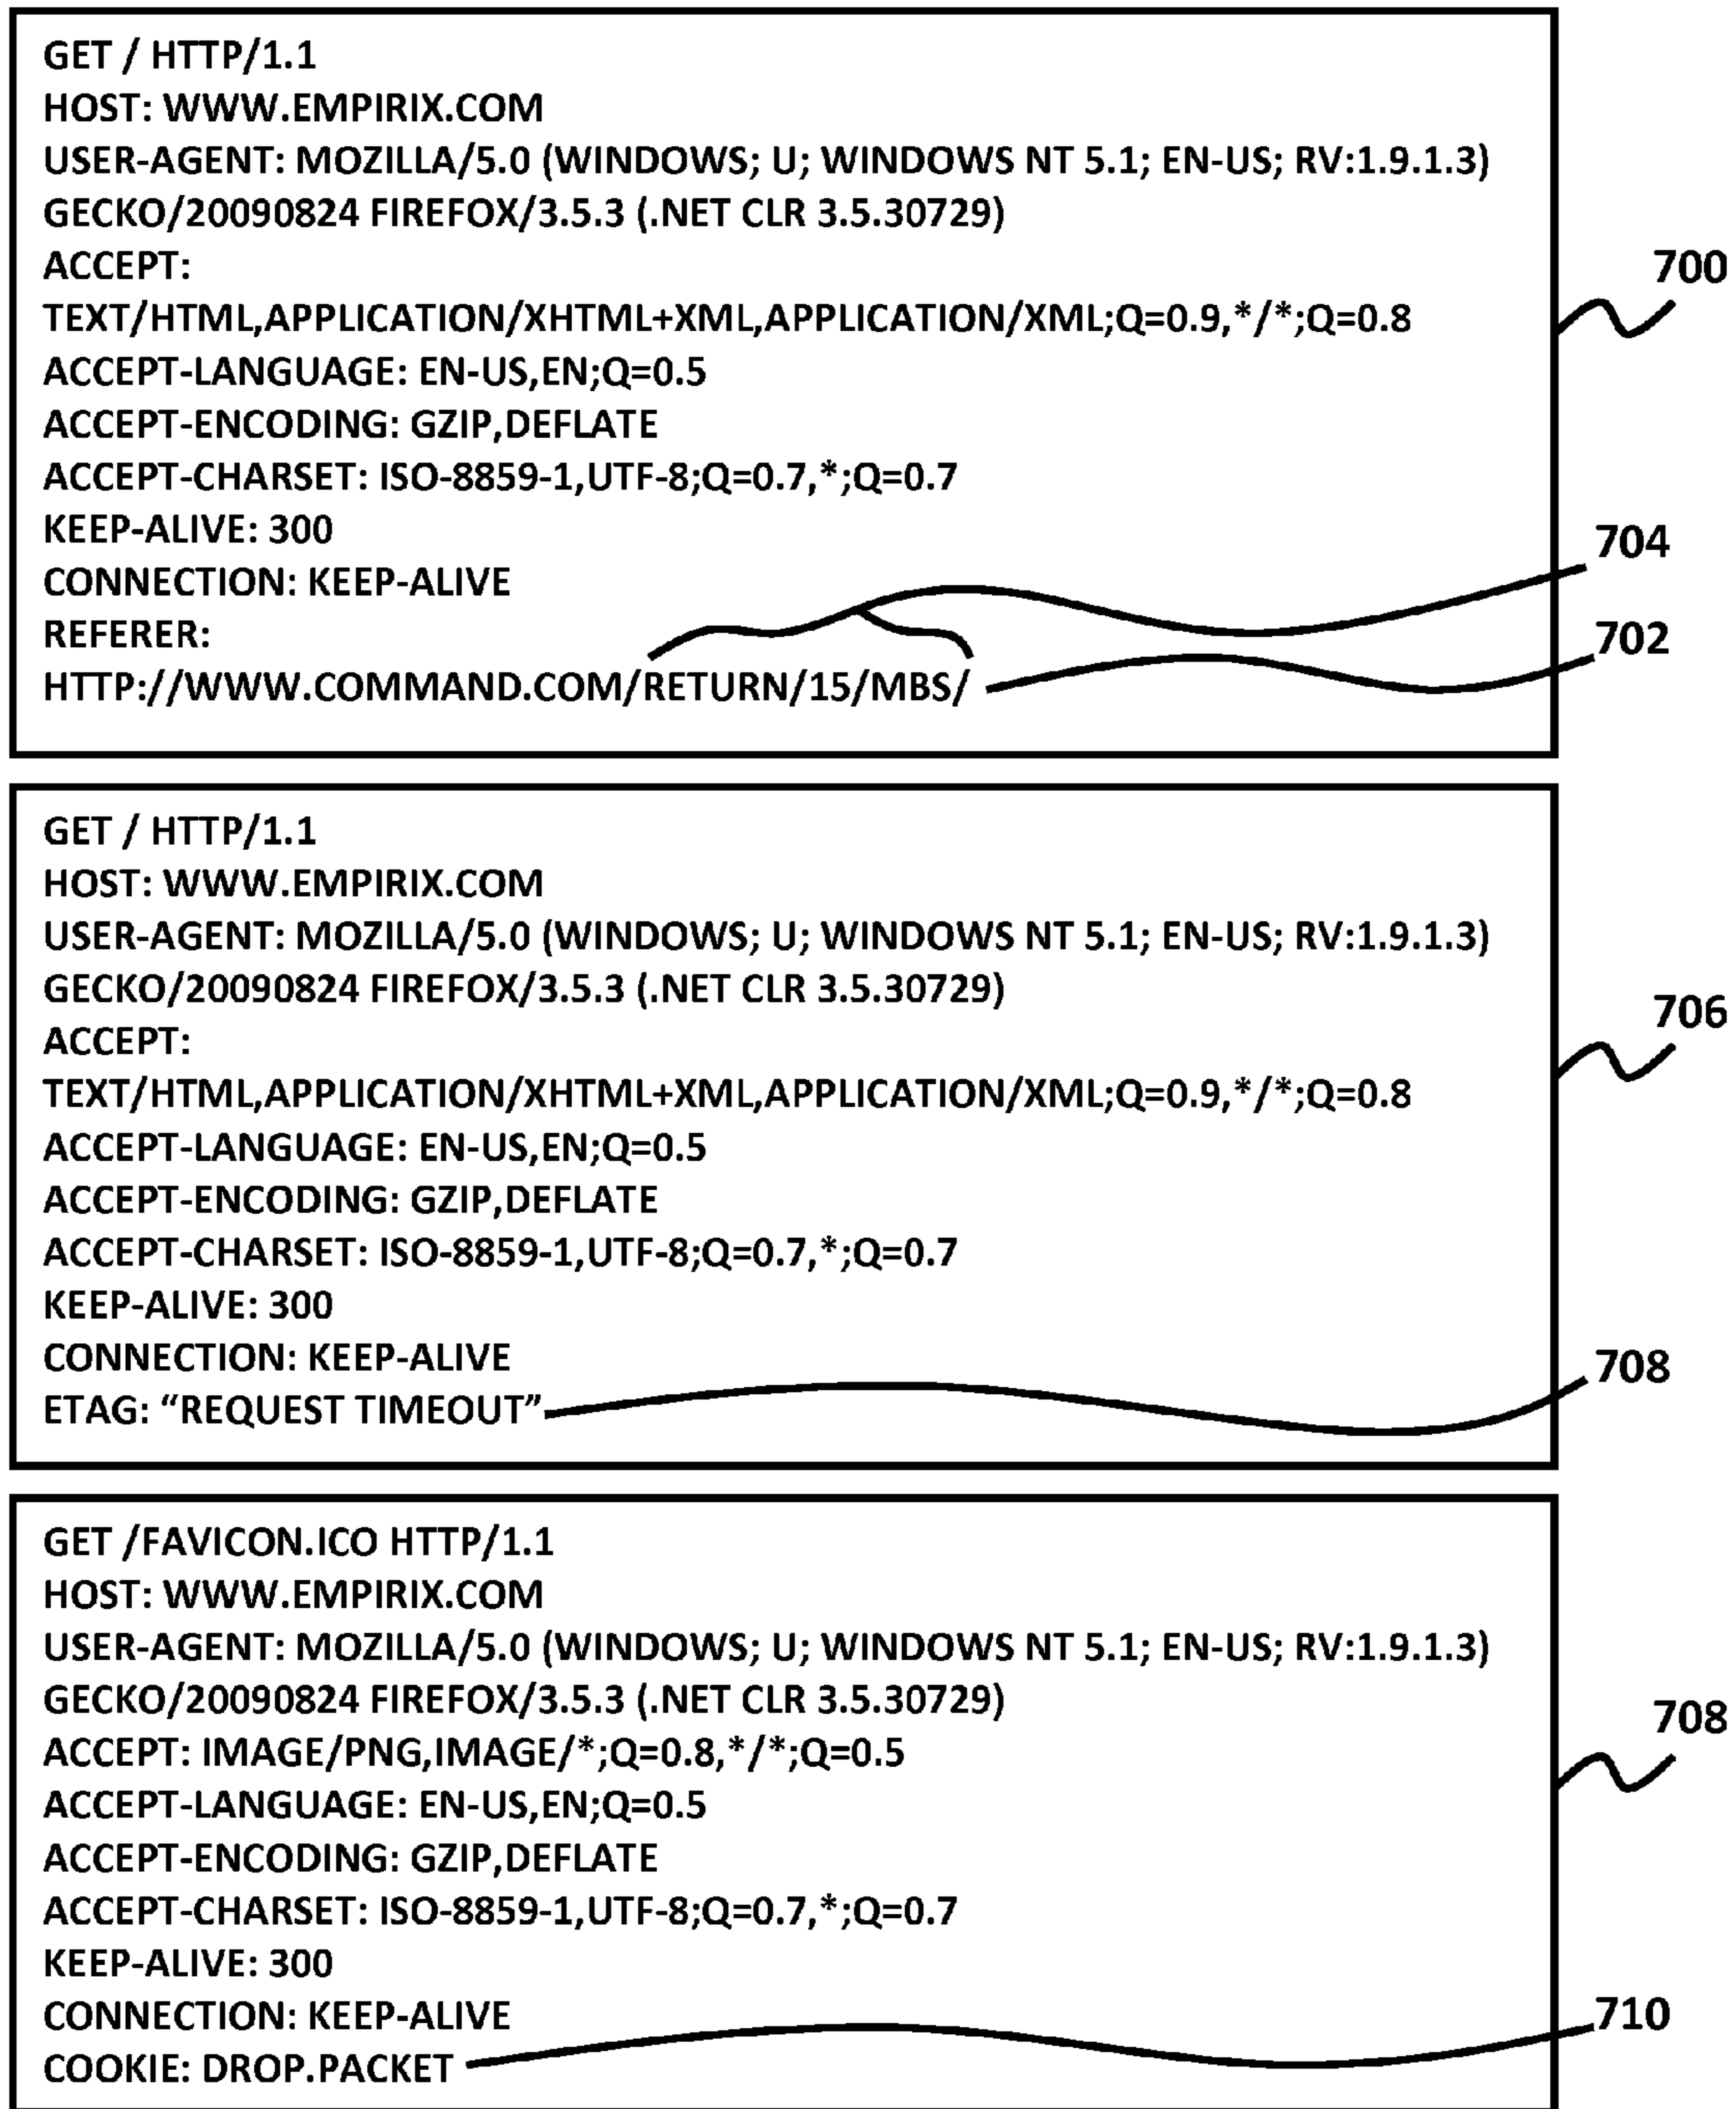 GET / HTTP/1.1
HOST: WWW.EMPIRIX.COM
USER-AGENT: MOZILLA/5.0 (WINDOWS; U; WINDOWS NT 5.1; EN-US; RV:1.9.1.3)
GECKO/20090824 FIREFOX/3.5.3 (.NET CLR 3.5.30729)
ACCEPT:
700
TEXT/HTML,APPLICATION/XHTML+XML,APPLICATION/XML;Q=0.9,*/*;Q=0.8
ACCEPT-LANGUAGE: EN-US,EN;Q=0.5
ACCEPT-ENCODING: GZIP,DEFLATE
ACCEPT-CHARSET: ISO-8859-1,UTF-8;Q=0.7,*;Q=0.7
KEEP-ALIVE: 300
704
CONNECTION: KEEP-ALIVE
REFERER:
702
HTTP://WWW.COMMAND.COM/RETURN/15/MBS/
GET / HTTP/1.1
HOST: WWW.EMPIRIX.COM
USER-AGENT: MOZILLA/5.0 (WINDOWS; U; WINDOWS NT 5.1; EN-US; RV:1.9.1.3)
GECKO/20090824 FIREFOX/3.5.3 (.NET CLR 3.5.30729)
706
ACCEPT:
TEXT/HTML,APPLICATION/XHTML+XML,APPLICATION/XML;Q=0.9,*/*;Q=0.8
ACCEPT-LANGUAGE: EN-US,EN;Q=0.5
ACCEPT-ENCODING: GZIP,DEFLATE
ACCEPT-CHARSET: ISO-8859-1,UTF-8;Q=0.7,*;Q=0.7
KEEP-ALIVE: 300
CONNECTION: KEEP-ALIVE
708
ETAG: “REQUEST TIMEOUT”
GET /FAVICON.ICO HTTP/1.1
HOST: WWW.EMPIRIX.COM
USER-AGENT: MOZILLA/5.0 (WINDOWS; U; WINDOWS NT 5.1; EN-US; RV:1.9.1.3)
GECKO/20090824 FIREFOX/3.5.3 (.NET CLR 3.5.30729)
708
ACCEPT: IMAGE/PNG,IMAGE/*;Q=0.8,*/*;Q=0.5
ACCEPT-LANGUAGE: EN-US,EN;Q=0.5
ACCEPT-ENCODING: GZIP,DEFLATE
ACCEPT-CHARSET: ISO-8859-1,UTF-8;Q=0.7,*;Q=0.7
KEEP-ALIVE: 300
CONNECTION: KEEP-ALIVE
710
COOKIE: DROP.PACKET